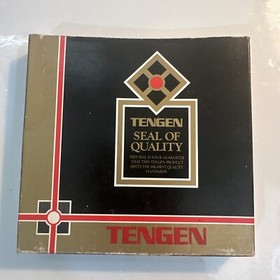 TENGEN
SEAL OF
QUALITY
THIS SEAL IS YOUR GUARANTEE
THAT THIS TENGEN PRODUCT
MEETS THE HIGHEST QUALITY
STANDARDS.
TENGEN